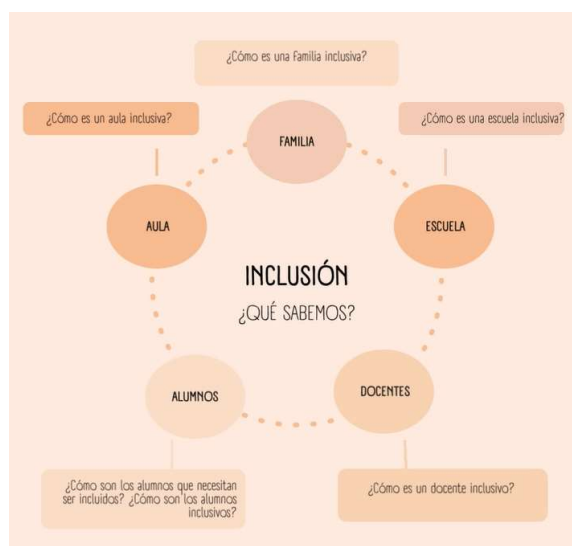 ¿Cómo es una Familia inclusiva?
¿Cómo es un aula inclusiva?
¿Cómo es una escuela inclusiva?
FAMILIA
AULA
ESCUELA
INCLUSIÓN
¿QUÉ SABEMOS?
ALUMNOS
DOCENTES
¿Cómo son los alumnos que necesitan
ser incluidos? ¿Cómo son los alumnos
inclusivos?
¿Cómo es un docente inclusivo?